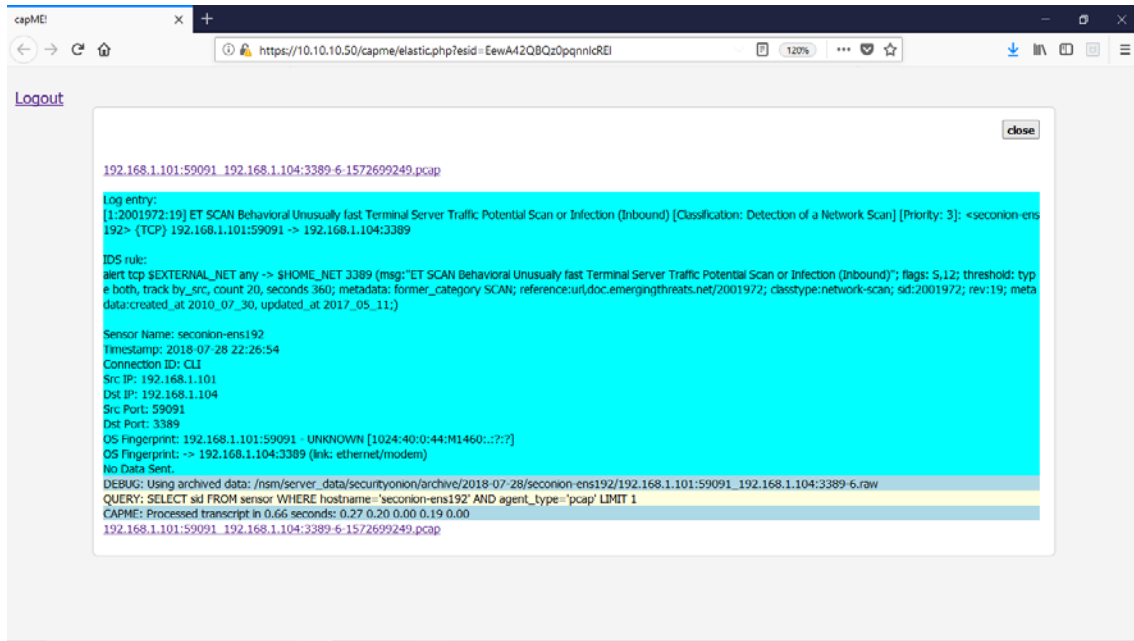 capME!
https://10.10.10.50/capme/elastic.php?esid=EewA42QBQz0pqnnlcREI
120%
Logout
close
192.168.1.101:59091_192.168.1.104:3389-6-1572699249.pcap
Log entry:
[1:2001972:19] ET SCAN Behavioral Unusually fast Terminal Server Traffic Potential Scan or Infection (Inbound) [Classification: Detection of a Network Scan] [Priority: 3]: <seconion-ens
192> {TCP} 192.168.1.101:59091 -> 192.168.1.104:3389
IDS rule:
alert tcp $EXTERNAL_NET any -> $HOME_NET 3389 (msg:"ET SCAN Behavioral Unusually fast Terminal Server Traffic Potential Scan or Infection (Inbound)"; flags: S,12; threshold: typ
e both, track by_src, count 20, seconds 360; metadata: former_category SCAN; reference:url,doc.emergingthreats.net/2001972; classtype:network-scan; sid:2001972; rev:19; meta
data:created_at 2010_07_30, updated_at 2017_05_11;)
Sensor Name: seconion-ens192
Timestamp: 2018-07-28 22:26:54
Connection ID: CLI
Src IP: 192.168.1.101
Dst IP: 192.168.1.104
Src Port: 59091
Dst Port: 3389
OS Fingerprint: 192.168.1.101:59091 - UNKNOWN [1024:40:0:44:M1460:.:?:?]
OS Fingerprint: -> 192.168.1.104:3389 (link: ethernet/modem)
No Data Sent.
DEBUG: Using archived data: /nsm/server_data/securityonion/archive/2018-07-28/seconion-ens192/192.168.1.101:59091_192.168.1.104:3389-6.raw
QUERY: SELECT sid FROM sensor WHERE hostname='seconion-ens192' AND agent_type='pcap' LIMIT 1
CAPME: Processed transcript in 0.66 seconds: 0.27 0.20 0.00 0.19 0.00
192.168.1.101:59091_192.168.1.104:3389-6-1572699249.pcap